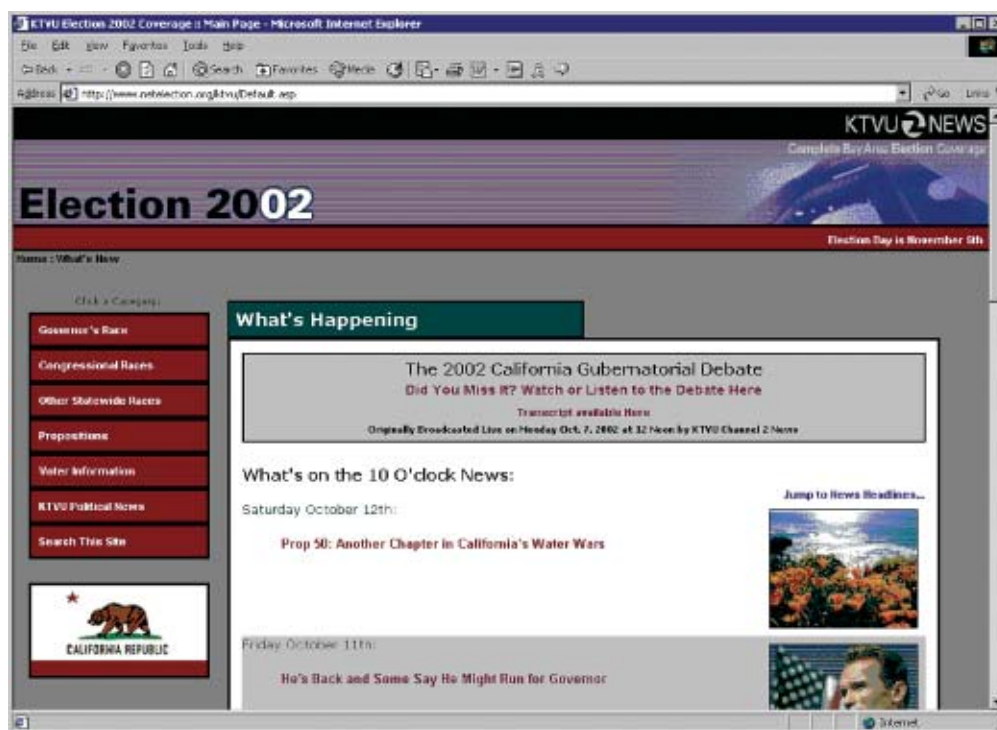 KTVU Election 2002 Coverage :: Main Page - Microsoft Internet Explorer
File Edit View Favorites Tools Help
Back Search Favorites Media
Address http://www.netelection.org/ktvu/Default.asp Go Links
KTVU 2 NEWS
Complete Bay Area Election Coverage
Election 2002
Election Day is November 5th
Home : What's New
Click a Category:
Governor's Race
Congressional Races
Other Statewide Races
Propositions
Voter Information
KTVU Political News
Search This Site
CALIFORNIA REPUBLIC
What's Happening
The 2002 California Gubernatorial Debate
Did You Miss It? Watch or Listen to the Debate Here
Transcript available Here
Originally Broadcasted Live on Monday Oct. 7, 2002 at 12 Noon by KTVU Channel 2 News
What's on the 10 O'clock News:
Jump to News Headlines...
Saturday October 12th:
Prop 50: Another Chapter in California's Water Wars
Friday October 11th:
He's Back and Some Say He Might Run for Governor
Internet